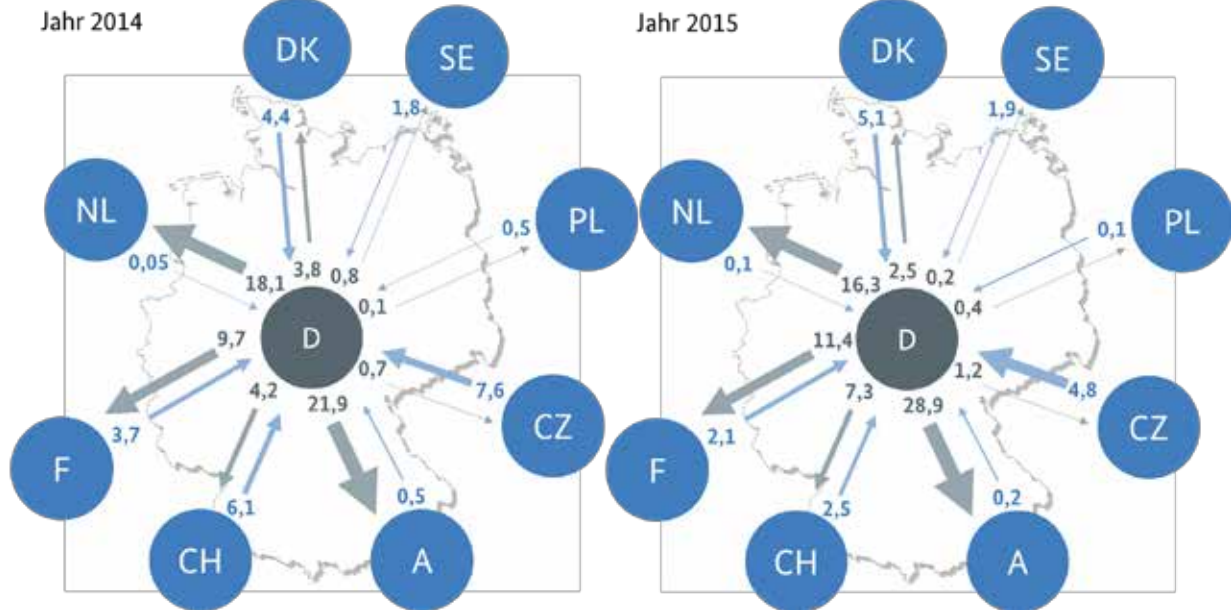 Jahr 2014
DK
SE
4,4
1,8
NL
PL
0,5
0,05
18,1
3,8
0,8
0,1
D
9,7
0,7
4,2
21,9
7,6
CZ
3,7
F
6,1
0,5
CH
A
Jahr 2015
DK
SE
5,1
1,9
NL
PL
0,1
0,1
16,3
2,5
0,2
0,4
D
11,4
1,2
7,3
28,9
4,8
CZ
2,1
F
2,5
0,2
CH
A